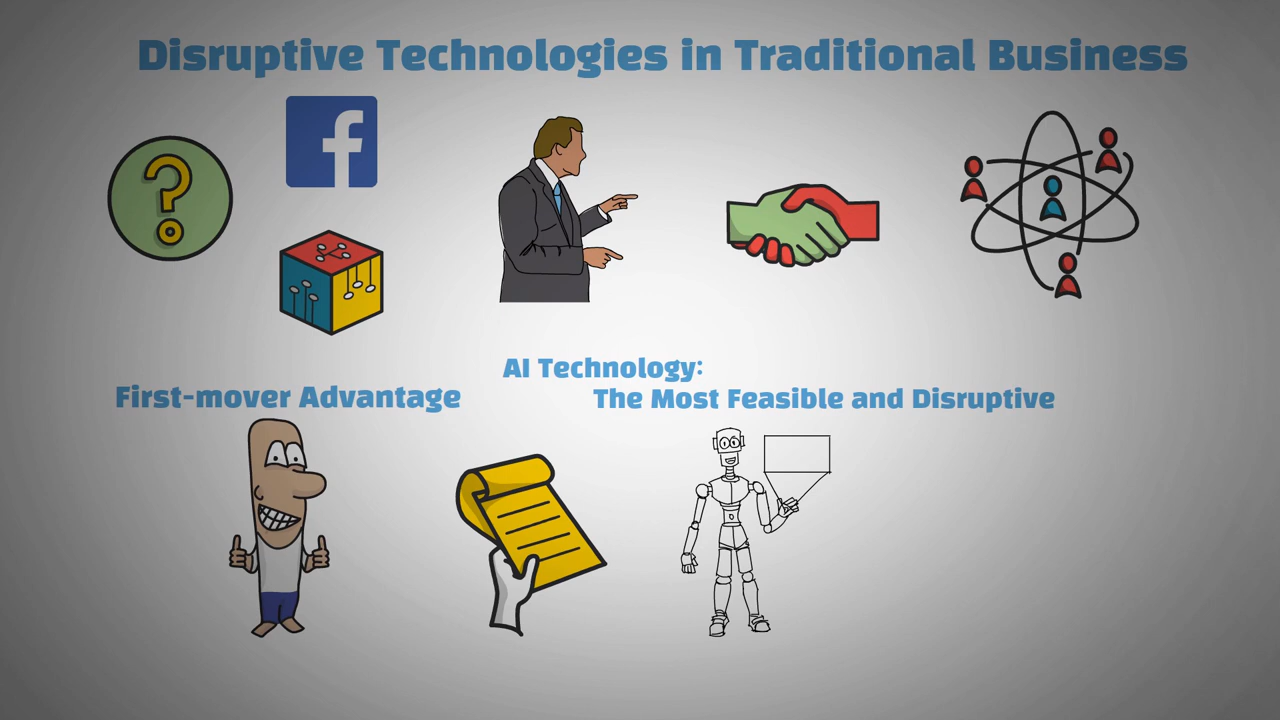 Disruptive Technologies in Traditional Business
?
f
AI Technology:
First-mover Advantage
The Most Feasible and Disruptive